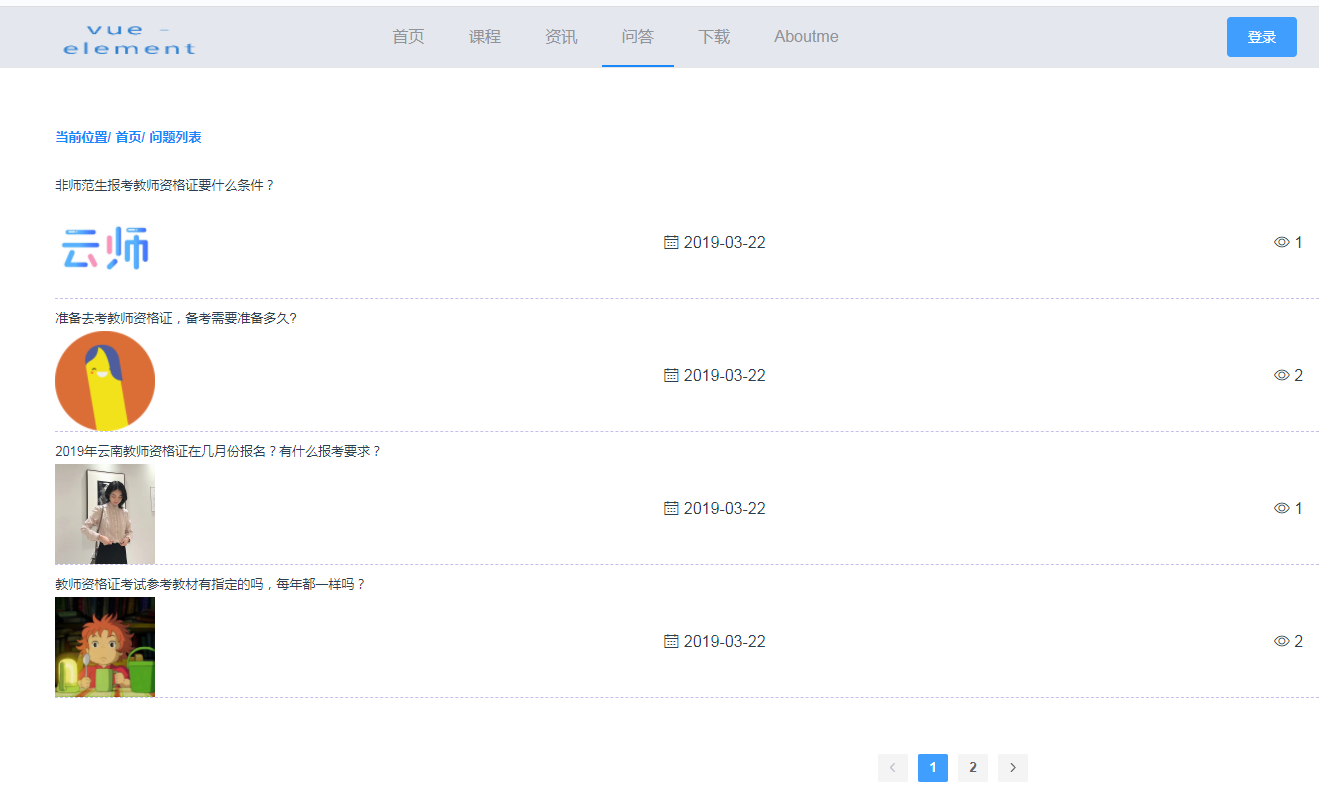 vue -
element
首页 课程 资讯 问答 下载 Aboutme 登录
当前位置/ 首页/ 问题列表
非师范生报考教师资格证要什么条件？
云师
2019-03-22 1
准备去考教师资格证，备考需要准备多久?
2019-03-22 2
2019年云南教师资格证在几月份报名？有什么报考要求？
2019-03-22 1
教师资格证考试参考教材有指定的吗，每年都一样吗？
2019-03-22 2
1 2